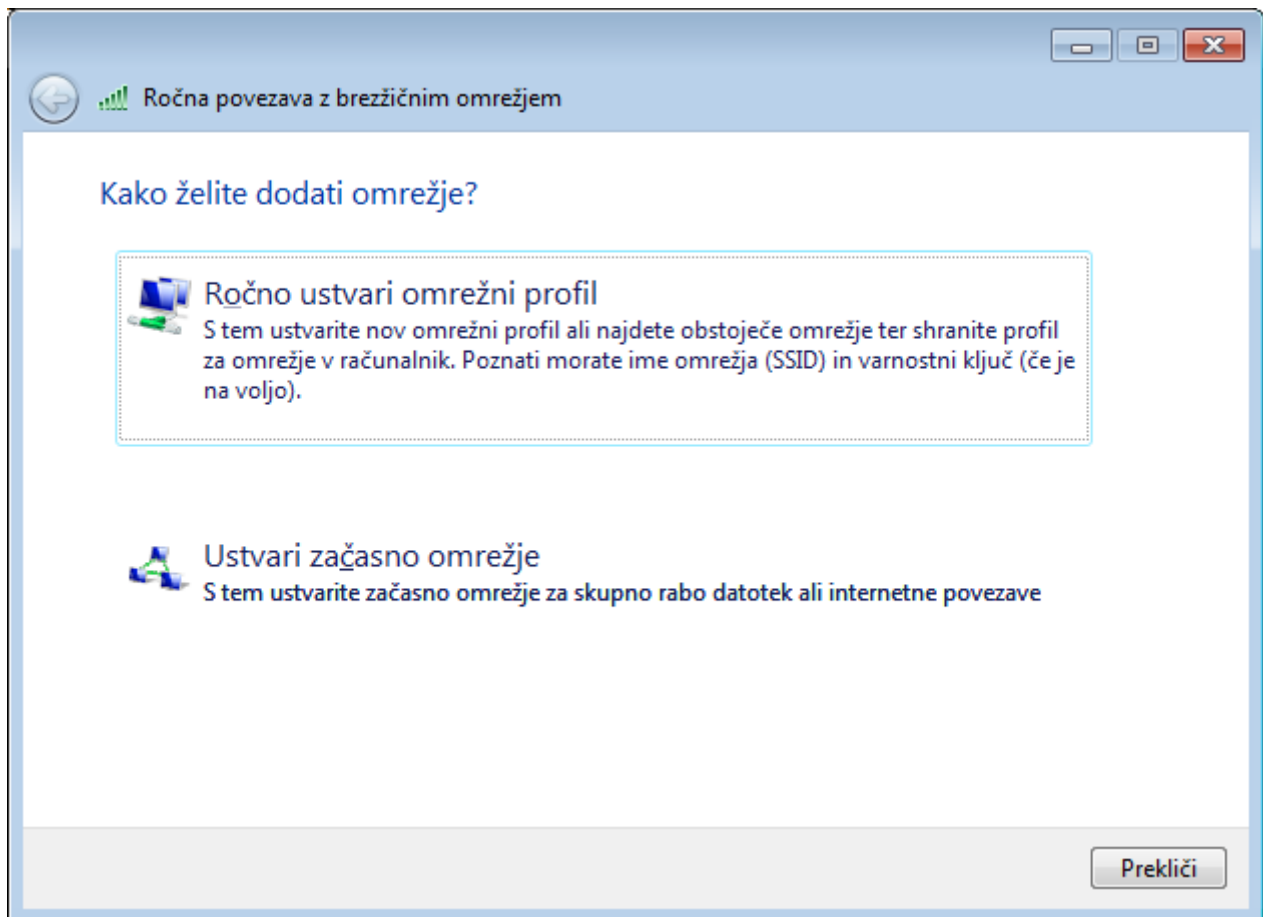 Ročna povezava z brezžičnim omrežjem
Kako želite dodati omrežje?
Ročno ustvari omrežni profil
S tem ustvarite nov omrežni profil ali najdete obstoječe omrežje ter shranite profil
za omrežje v računalnik. Poznati morate ime omrežja (SSID) in varnostni ključ (če je
na voljo).
Ustvari začasno omrežje
S tem ustvarite začasno omrežje za skupno rabo datotek ali internetne povezave
Prekliči